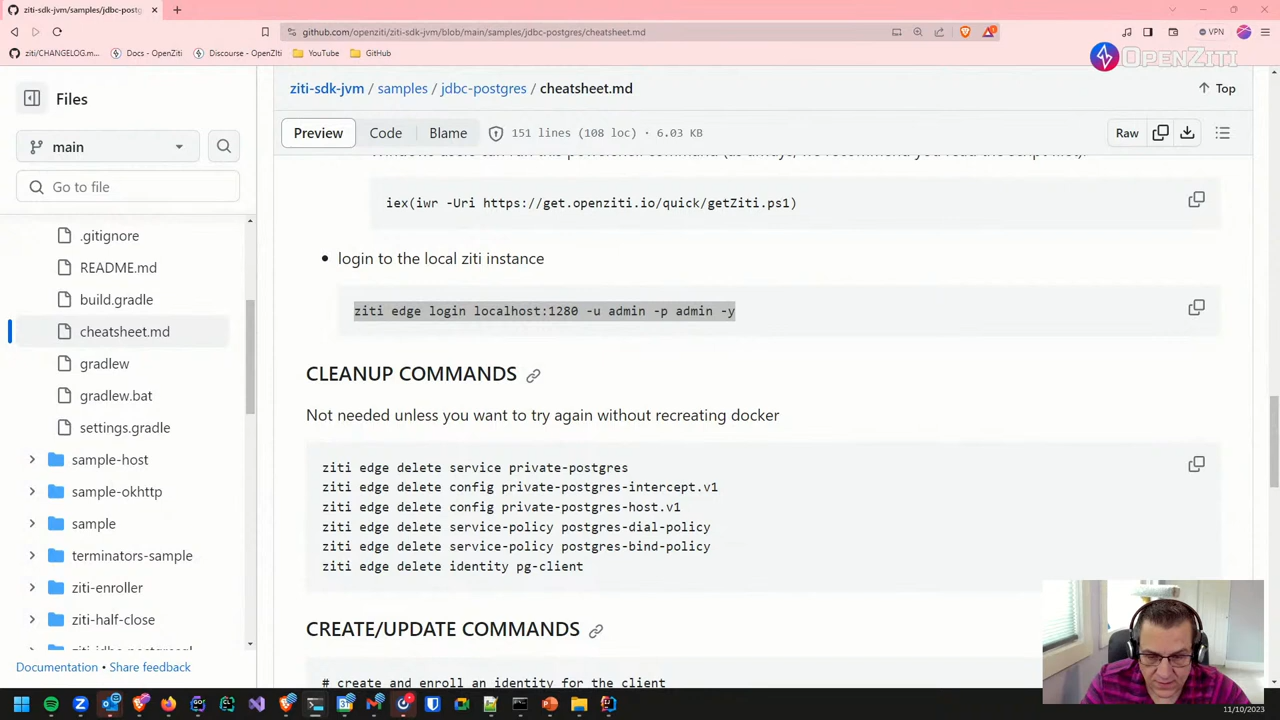 ziti-sdk-jvm/samples/jdbc-postg
github.com/openziti/ziti-sdk-jvm/blob/main/samples/jdbc-postgres/cheatsheet.md
VPN
ziti/CHANGELOG.m...
Docs - OpenZiti
Discourse - OpenZiti
YouTube
GitHub
OPENZITI
Files
ziti-sdk-jvm / samples / jdbc-postgres / cheatsheet.md
Top
main
Preview
Code
Blame
151 lines (108 loc) · 6.03 KB
Raw
Go to file
.gitignore
README.md
build.gradle
cheatsheet.md
gradlew
gradlew.bat
settings.gradle
sample-host
sample-okhttp
sample
terminators-sample
ziti-enroller
ziti-half-close
Documentation • Share feedback
iex(iwr -Uri https://get.openziti.io/quick/getZiti.ps1)
• login to the local ziti instance
ziti edge login localhost:1280 -u admin -p admin -y
CLEANUP COMMANDS
Not needed unless you want to try again without recreating docker
ziti edge delete service private-postgres
ziti edge delete config private-postgres-intercept.v1
ziti edge delete config private-postgres-host.v1
ziti edge delete service-policy postgres-dial-policy
ziti edge delete service-policy postgres-bind-policy
ziti edge delete identity pg-client
CREATE/UPDATE COMMANDS
# create and enroll an identity for the client
11/10/2023